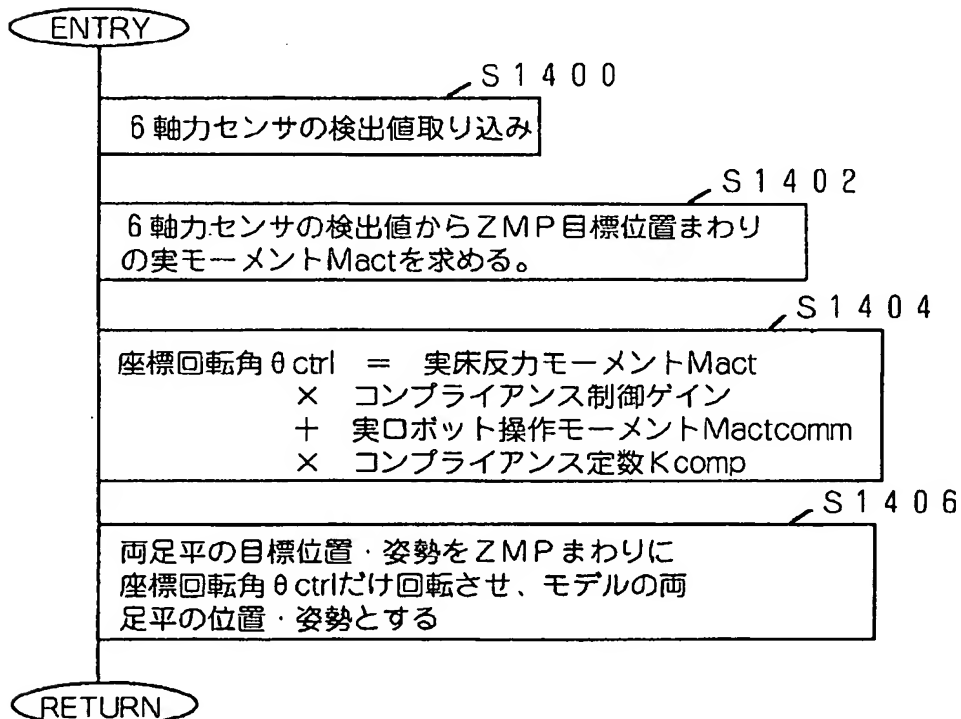 ENTRY
S1400
6軸力センサの検出値取り込み
S1402
6軸力センサの検出値からZMP目標位置まわり
の実モーメントMactを求める。
S1404
座標回転角θctrl = 実床反力モーメントMact
× コンプライアンス制御ゲイン
+ 実ロボット操作モーメントMactcomm
× コンプライアンス定数Kcomp
S1406
両足平の目標位置・姿勢をZMPまわりに
座標回転角θctrlだけ回転させ、モデルの両
足平の位置・姿勢とする
RETURN